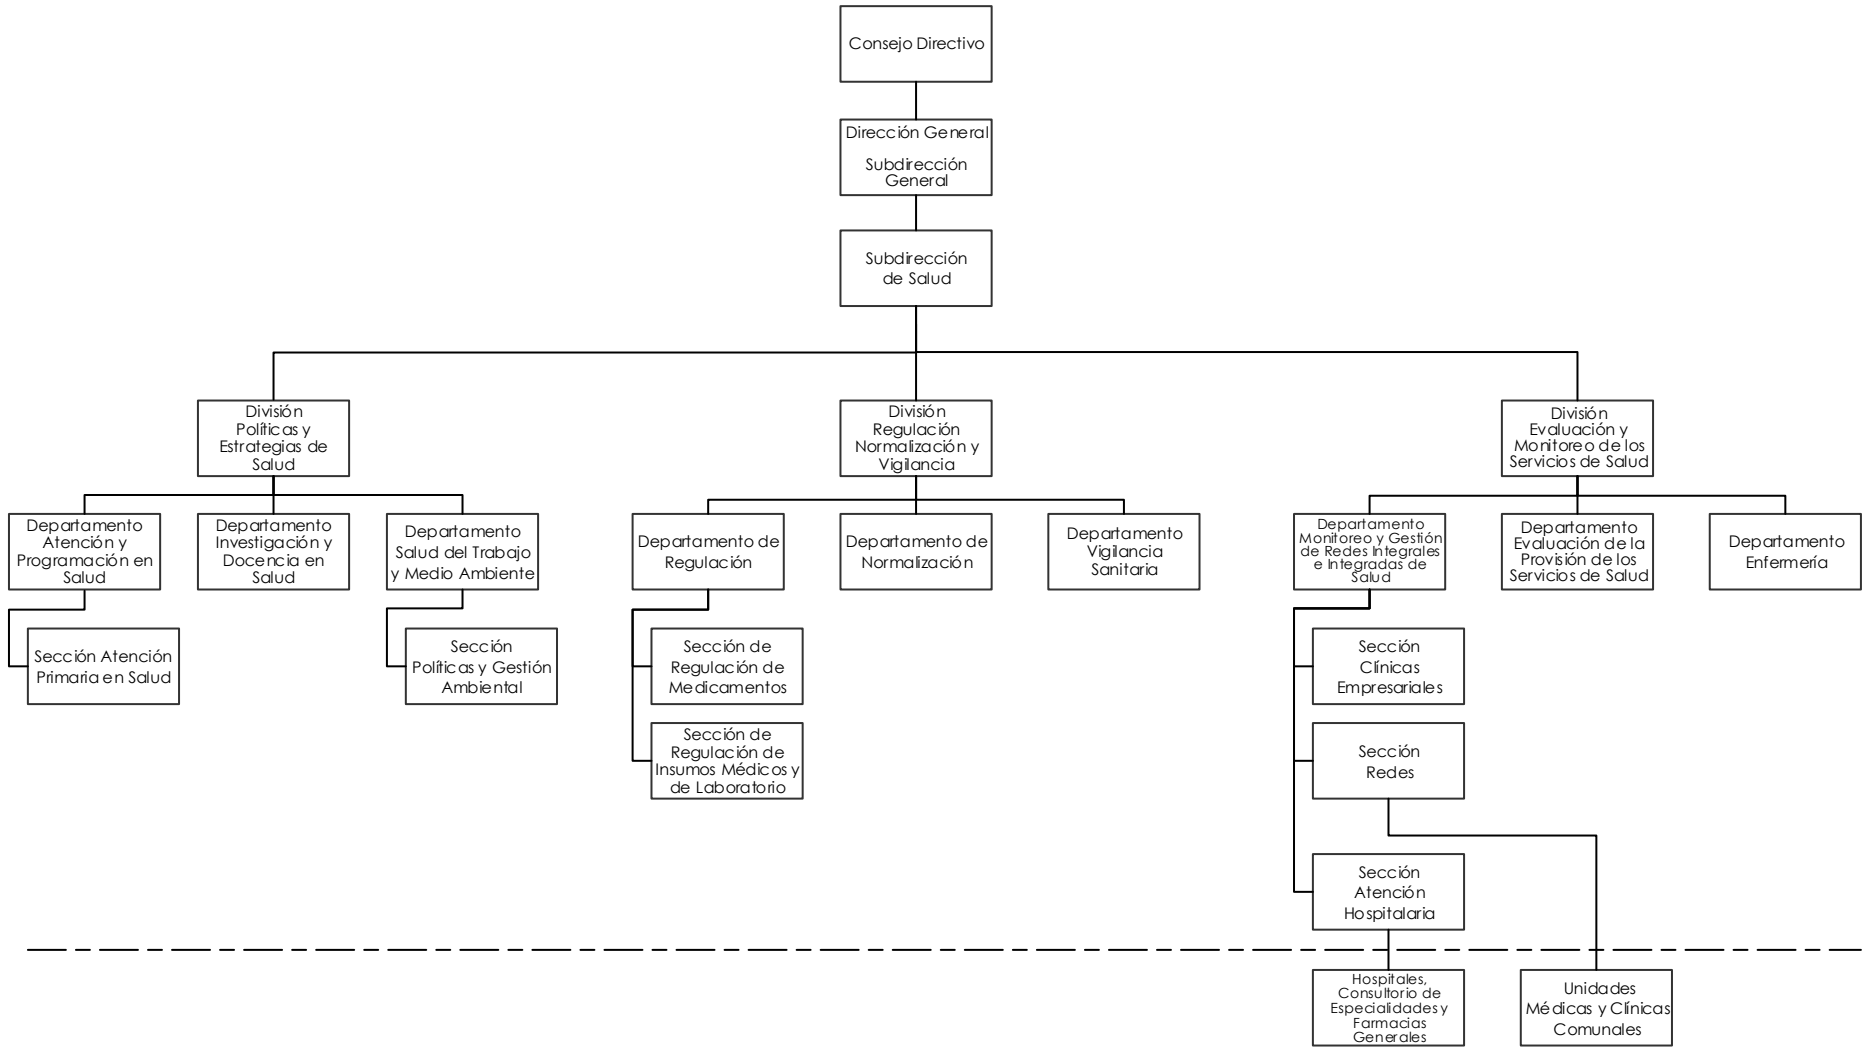 Consejo Directivo
Dirección General
Subdirección
General
Subdirección
de Salud
División
Políticas y
Estrategias de
Salud
División
Regulación
Normalización y
Vigilancia
División
Evaluación y
Monitoreo de los
Servicios de Salud
Departamento
Atención y
Programación en
Salud
Departamento
Investigación y
Docencia en
Salud
Departamento
Salud del Trabajo
y Medio Ambiente
Departamento de
Regulación
Departamento de
Normalización
Departamento
Vigilancia
Sanitaria
Departamento
Monitoreo y Gestión
de Redes Integrales
e Integradas de
Salud
Departamento
Evaluación de la
Provisión de los
Servicios de Salud
Departamento
Enfermería
Sección Atención
Primaria en Salud
Sección
Políticas y Gestión
Ambiental
Sección de
Regulación de
Medicamentos
Sección
Clínicas
Empresariales
Sección de
Regulación de
Insumos Médicos y
de Laboratorio
Sección
Redes
Sección
Atención
Hospitalaria
Hospitales,
Consultorio de
Especialidades y
Farmacias
Generales
Unidades
Médicas y Clínicas
Comunales